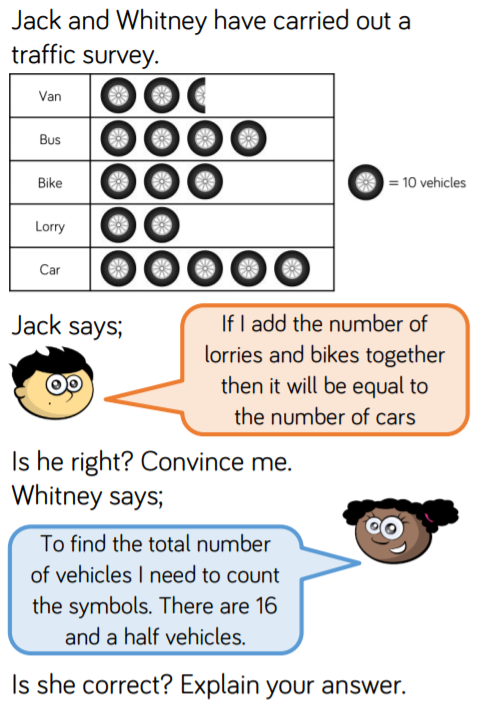 Jack and Whitney have carried out a
traffic survey.
Van
Bus
Bike
= 10 vehicles
Lorry
Car
Jack says;
If I add the number of
lorries and bikes together
then it will be equal to
the number of cars
Is he right? Convince me.
Whitney says;
To find the total number
of vehicles I need to count
the symbols. There are 16
and a half vehicles.
Is she correct? Explain your answer.